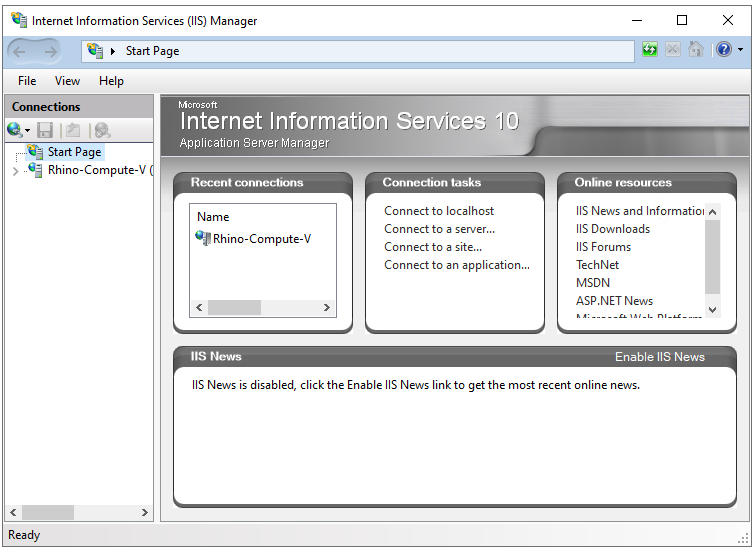 Internet Information Services (IIS) Manager
Start Page
File View Help
Connections
Start Page
Rhino-Compute-V (
Microsoft
Internet Information Services 10
Application Server Manager
Recent connections
Name
Rhino-Compute-V
Connection tasks
Connect to localhost
Connect to a server...
Connect to a site...
Connect to an application...
Online resources
IIS News and Information
IIS Downloads
IIS Forums
TechNet
MSDN
ASP.NET News
Microsoft Web Platform
IIS News
Enable IIS News
IIS News is disabled, click the Enable IIS News link to get the most recent online news.
Ready